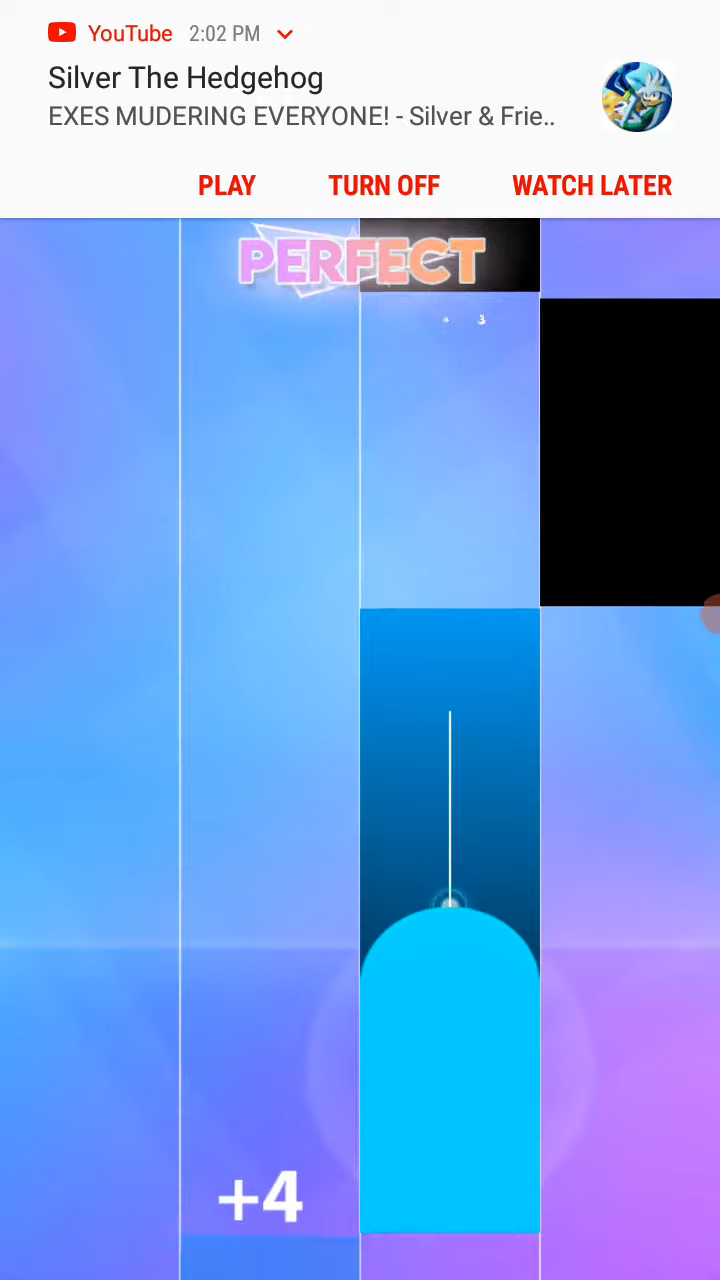 YouTube 2:02 PM
Silver The Hedgehog
EXES MUDERING EVERYONE! - Silver & Frie..
PLAY TURN OFF WATCH LATER
PERFECT
3
+4